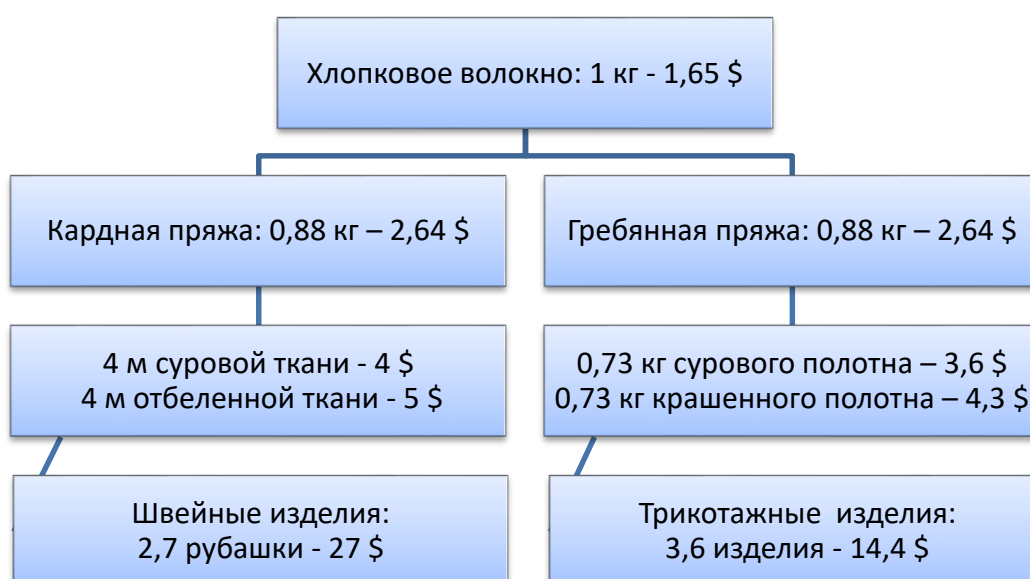 Хлопковое волокно: 1 кг - 1,65 $
Кардная пряжа: 0,88 кг – 2,64 $
Гребянная пряжа: 0,88 кг – 2,64 $
4 м суровой ткани - 4 $
4 м отбеленной ткани - 5 $
0,73 кг сурового полотна – 3,6 $
0,73 кг крашенного полотна – 4,3 $
Швейные изделия:
2,7 рубашки - 27 $
Трикотажные изделия:
3,6 изделия - 14,4 $